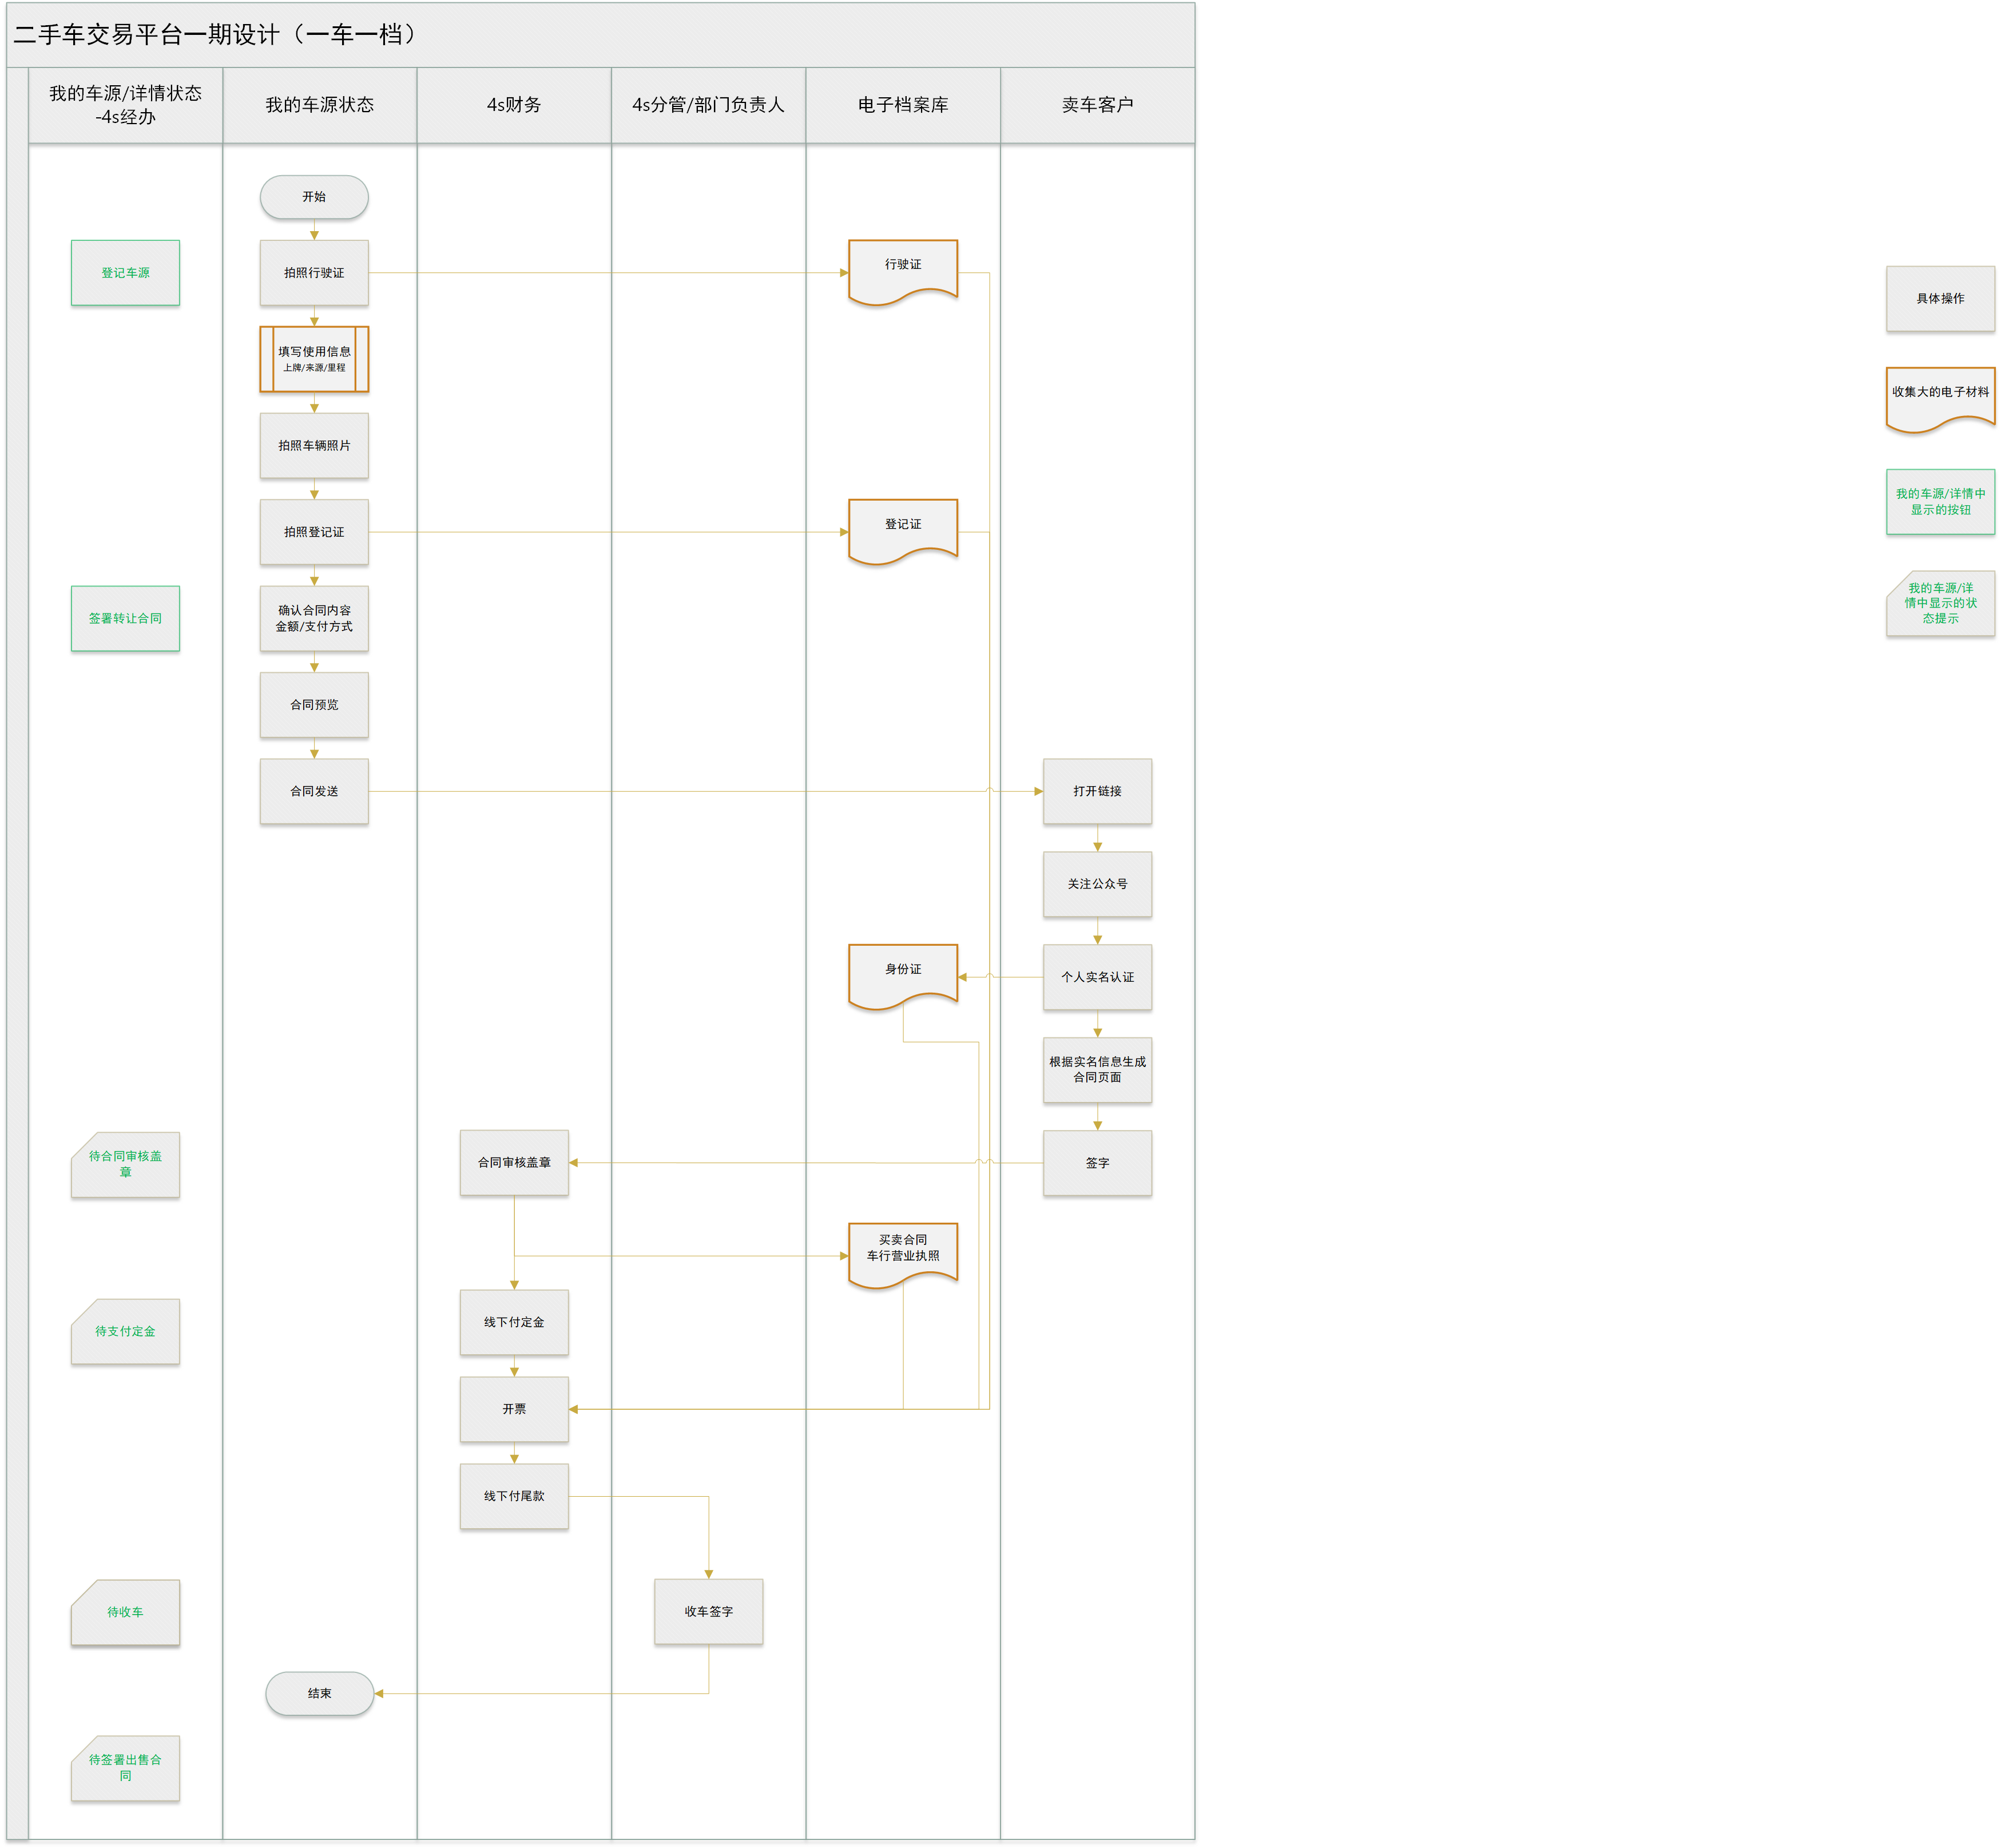 二手车交易平台一期设计（一车一档）
我的车源/详情状态
-4s经办
我的车源状态
4s财务
4s分管/部门负责人
电子档案库
卖车客户
开始
登记车源
拍照行驶证
行驶证
具体操作
填写使用信息
上牌/来源/里程
收集大的电子材料
拍照车辆照片
我的车源/详情中
显示的按钮
拍照登记证
登记证
签署转让合同
确认合同内容
金额/支付方式
我的车源/详
情中显示的状
态提示
合同预览
合同发送
打开链接
关注公众号
身份证
个人实名认证
根据实名信息生成
合同页面
待合同审核盖
章
合同审核盖章
签字
买卖合同
车行营业执照
待支付定金
线下付定金
开票
线下付尾款
待收车
收车签字
结束
待签署出售合
同